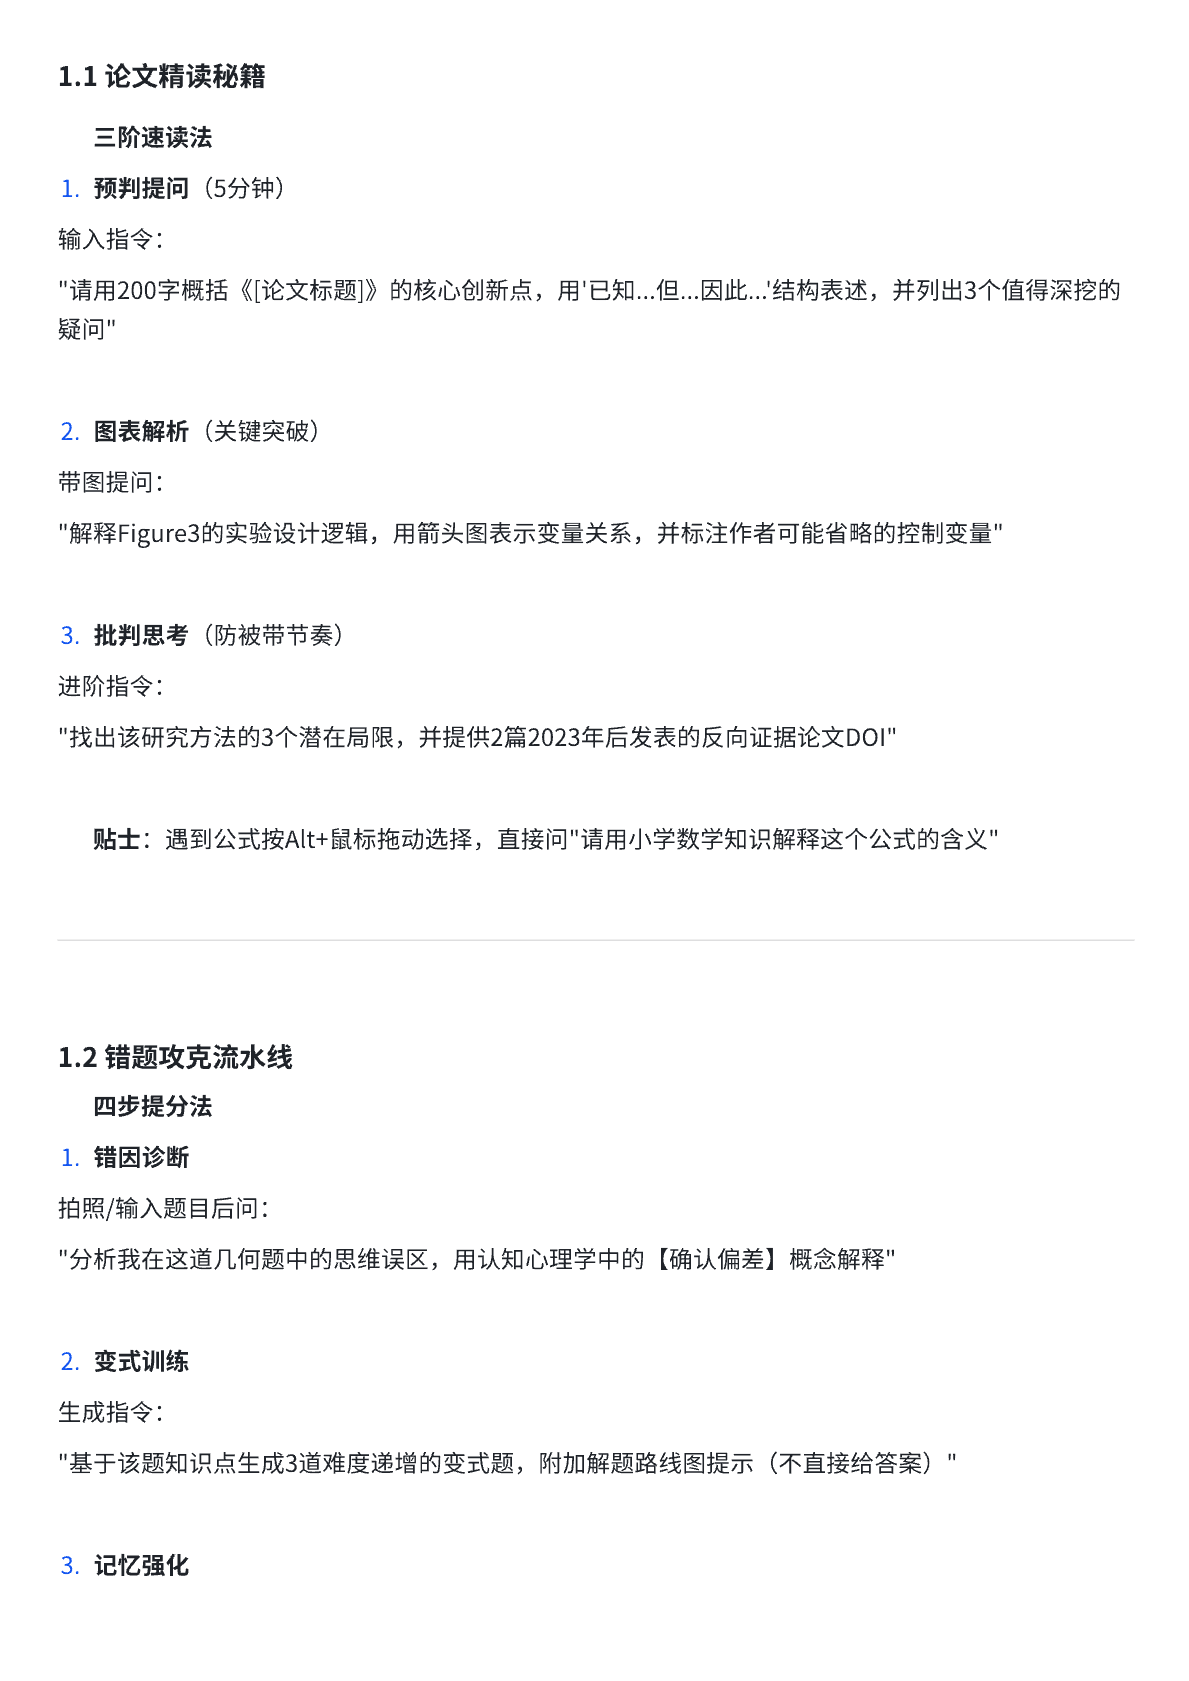 1.1 论文精读秘籍
三阶速读法
1. 预判提问（5分钟）
输入指令：
"请用200字概括《[论文标题]》的核心创新点，用'已知...但...因此...'结构表述，并列出3个值得深挖的
疑问"
2. 图表解析（关键突破）
带图提问：
"解释Figure3的实验设计逻辑，用箭头图表示变量关系，并标注作者可能省略的控制变量"
3. 批判思考（防被带节奏）
进阶指令：
"找出该研究方法的3个潜在局限，并提供2篇2023年后发表的反向证据论文DOI"
贴士：遇到公式按Alt+鼠标拖动选择，直接问"请用小学数学知识解释这个公式的含义"
1.2 错题攻克流水线
四步提分法
1. 错因诊断
拍照/输入题目后问：
"分析我在这道几何题中的思维误区，用认知心理学中的【确认偏差】概念解释"
2. 变式训练
生成指令：
"基于该题知识点生成3道难度递增的变式题，附加解题路线图提示（不直接给答案）"
3. 记忆强化